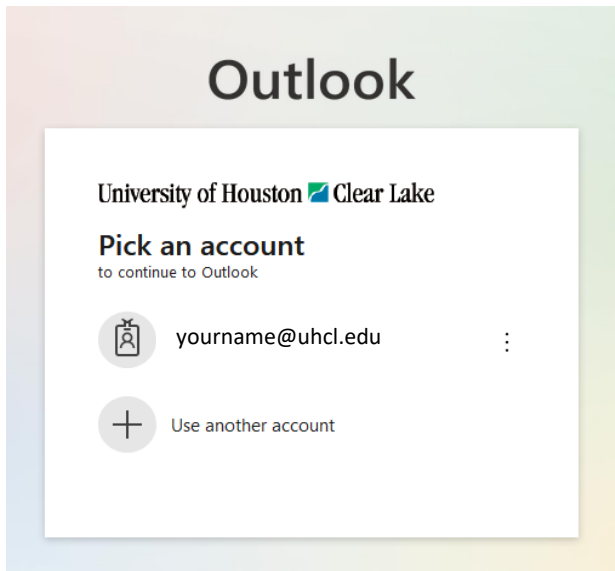 Outlook
University of Houston Clear Lake
Pick an account
to continue to Outlook
yourname@uhcl.edu
Use another account